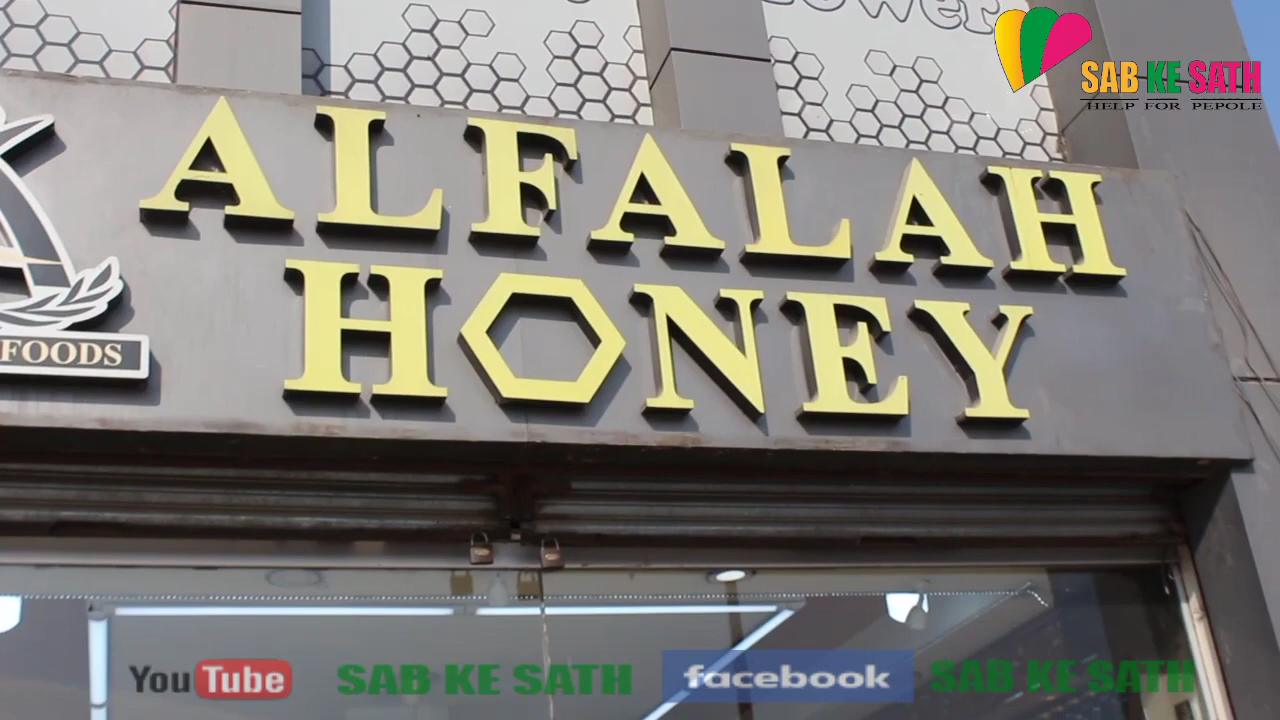 SAB KE SATH
HELP FOR PEPOLE
ALFALAH
HONEY
FOODS
YouTube SAB KE SATH facebook SAB KE SATH